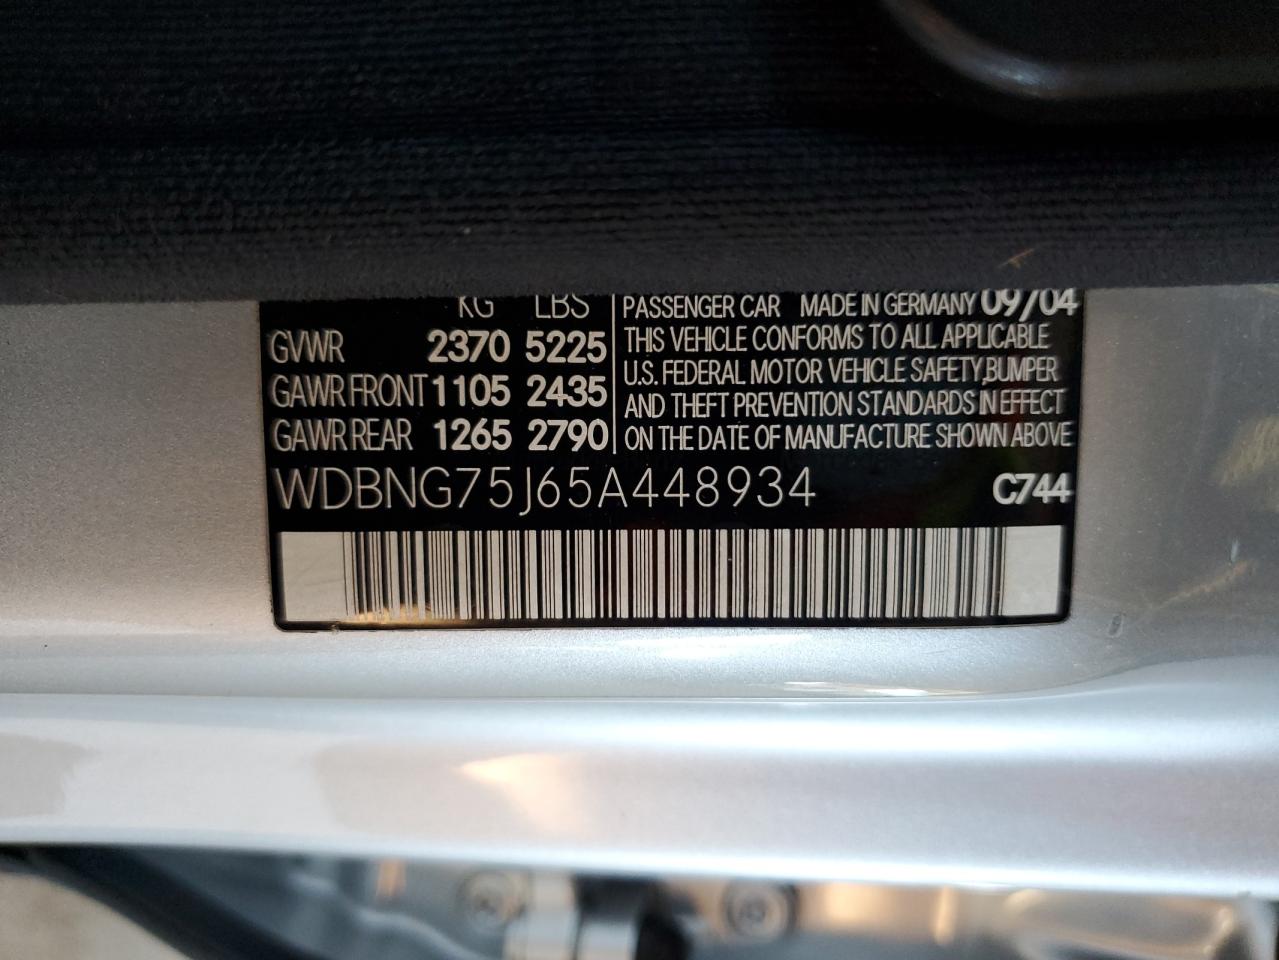 KG LBS
GVWR 2370 5225
GAWR FRONT 1105 2435
GAWR REAR 1265 2790
PASSENGER CAR MADE IN GERMANY 09/04
THIS VEHICLE CONFORMS TO ALL APPLICABLE
U.S. FEDERAL MOTOR VEHICLE SAFETY,BUMPER
AND THEFT PREVENTION STANDARDS IN EFFECT
ON THE DATE OF MANUFACTURE SHOWN ABOVE
WDBNG75J65A448934 C744